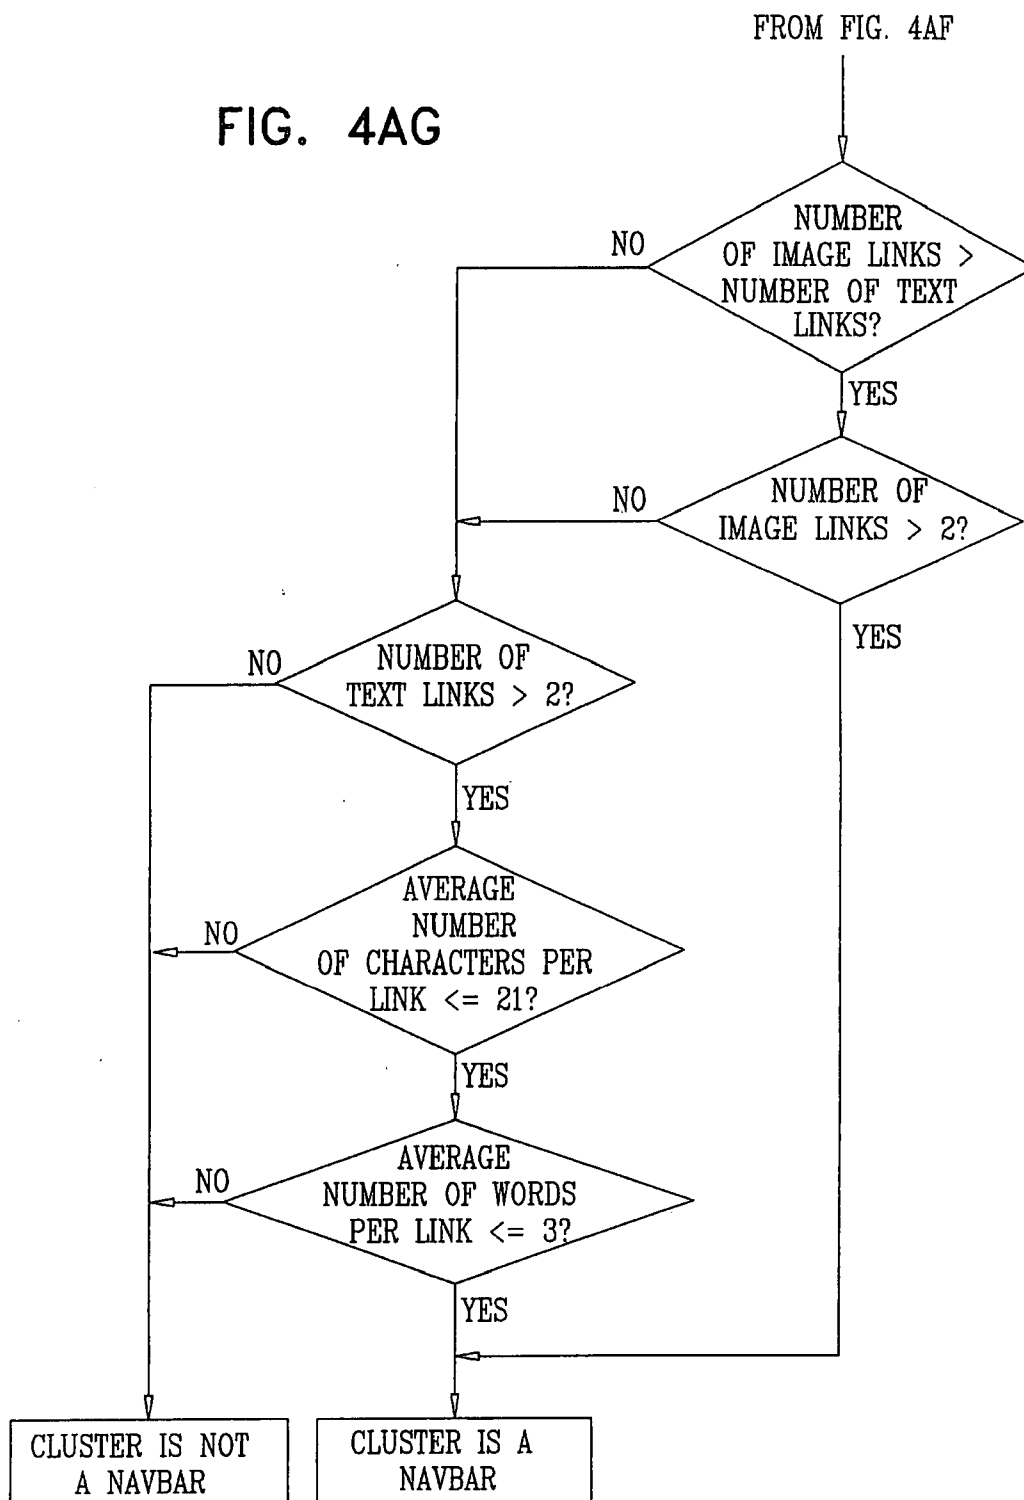 FROM FIG. 4AF
FIG. 4AG
NUMBER
OF IMAGE LINKS >
NUMBER OF TEXT
LINKS?
NO
YES
NUMBER OF
IMAGE LINKS > 2?
NO
YES
NUMBER OF
TEXT LINKS > 2?
NO
YES
AVERAGE
NUMBER
OF CHARACTERS PER
LINK <= 21?
NO
YES
AVERAGE
NUMBER OF WORDS
PER LINK <= 3?
NO
YES
CLUSTER IS NOT
A NAVBAR
CLUSTER IS A
NAVBAR